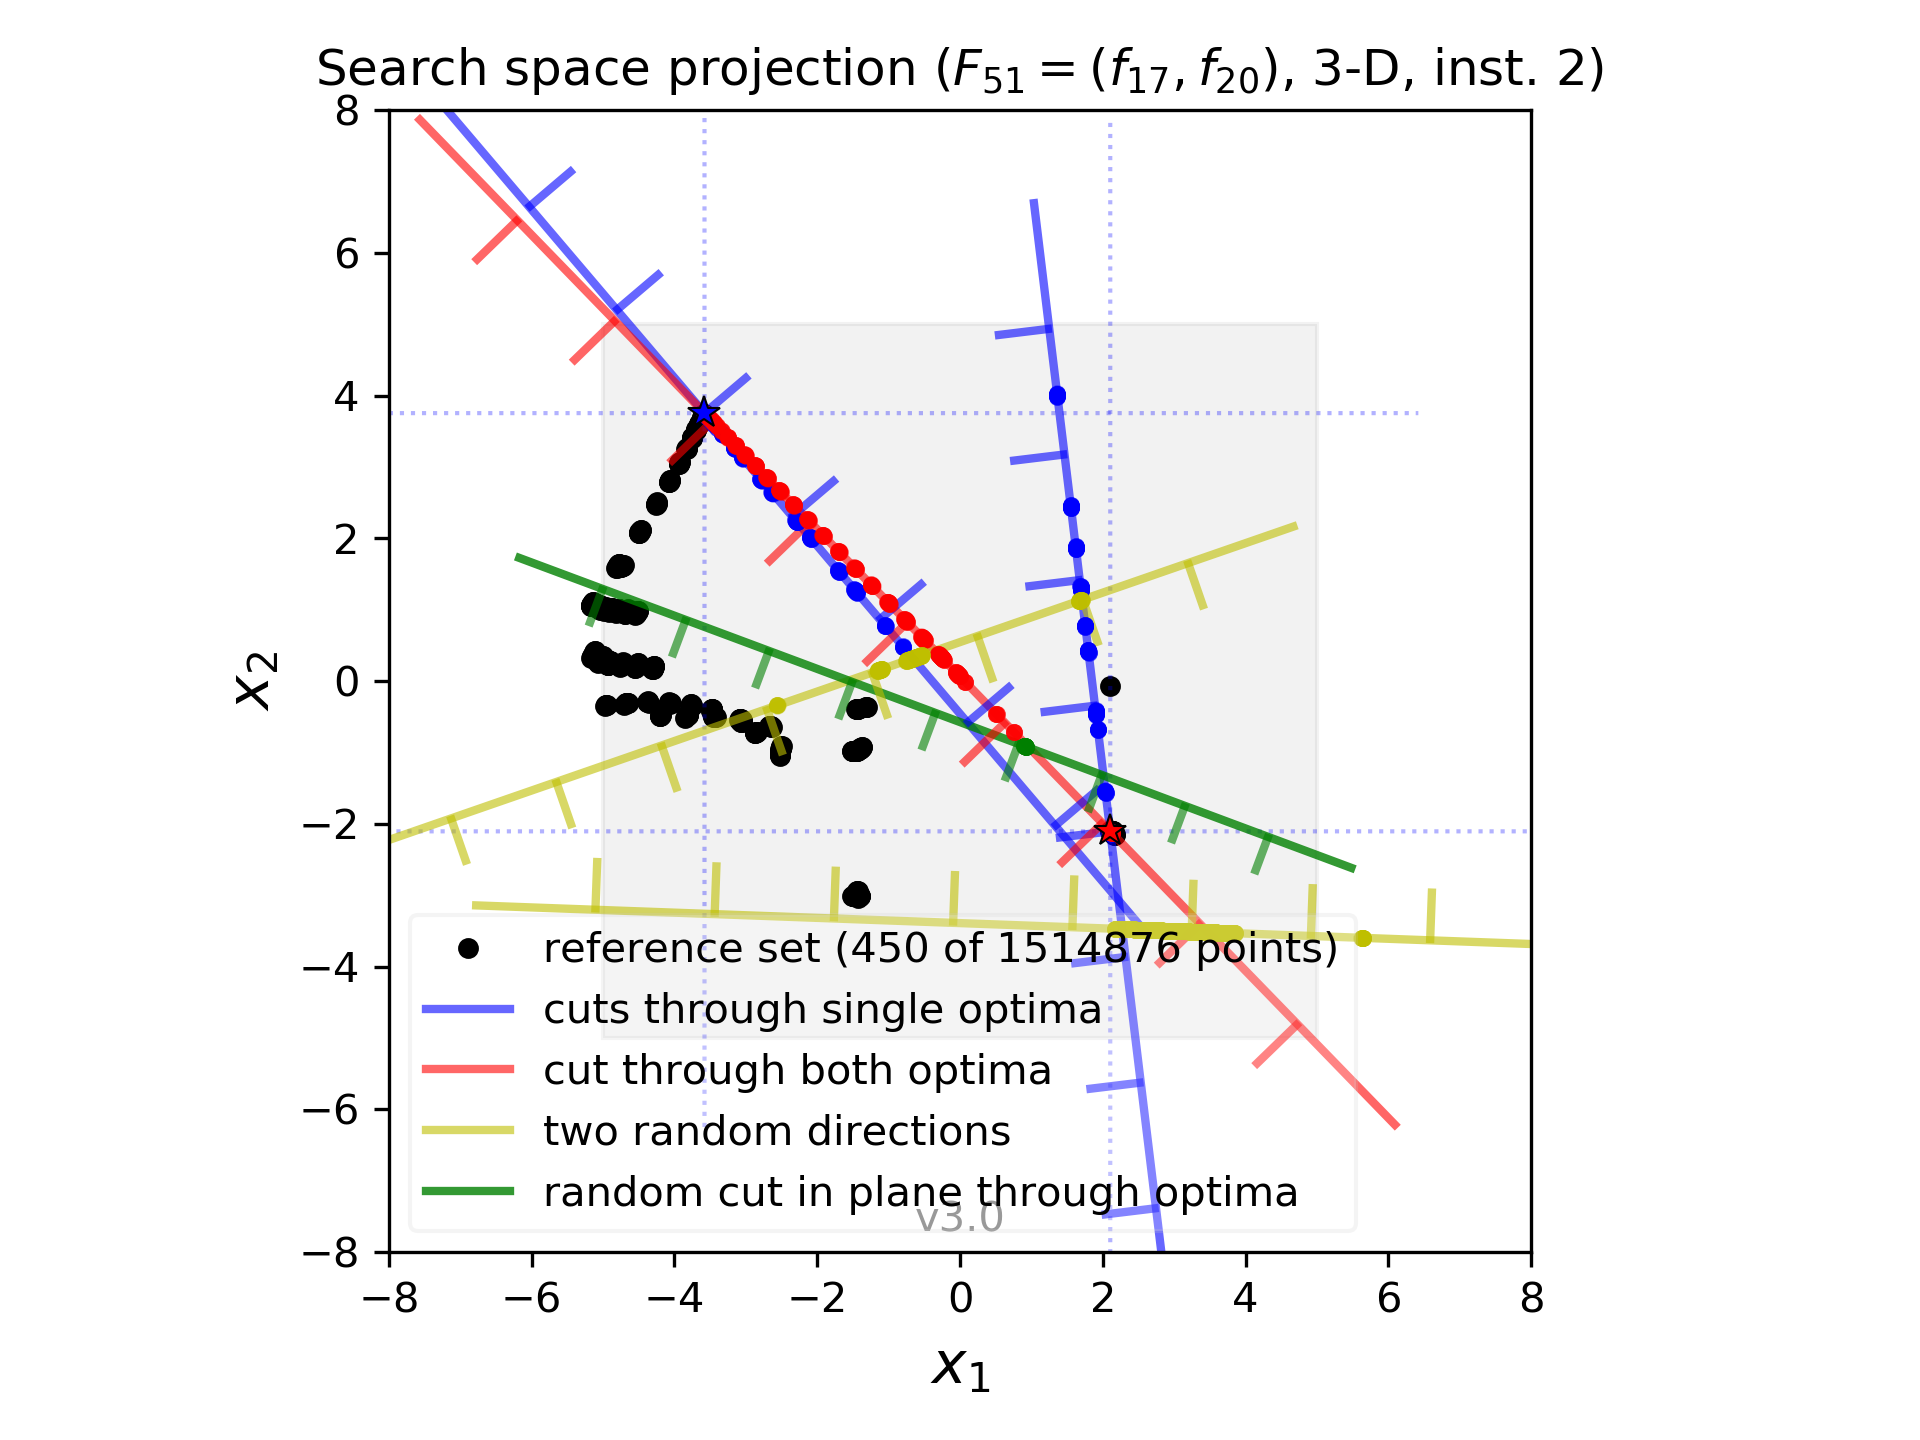 Search space projection (F51 = (f17, f20), 3-D, inst. 2)
8
6
4
2
0
−2
−4
−6
−8
x2
reference set (450 of 1514876 points)
cuts through single optima
cut through both optima
two random directions
random cut in plane through optima
v3.0
−8 −6 −4 −2 0 2 4 6 8
x1